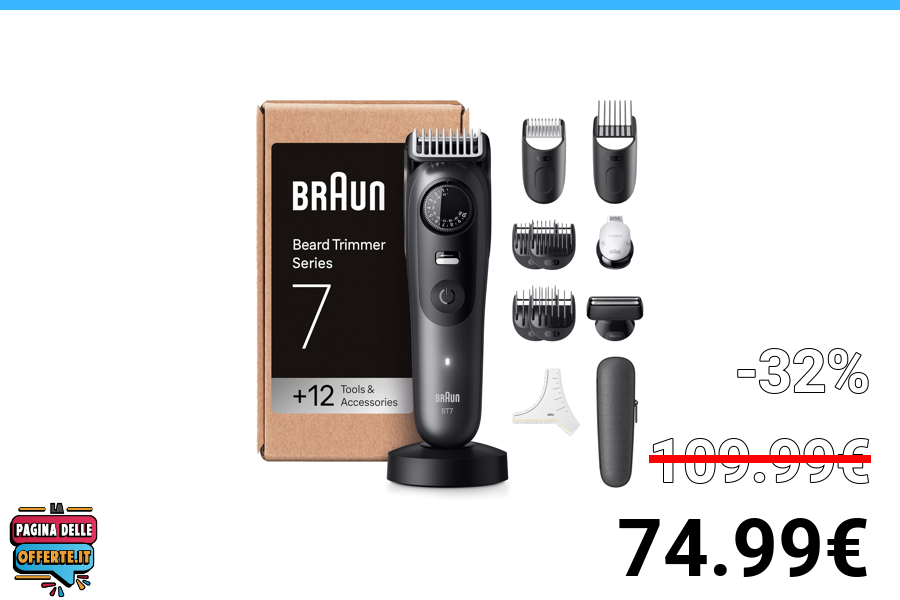 BRAUN
Beard Trimmer
Series
7
+12 Tools &
Accessories
BRAUN
BT7
-32%
109.99€
74.99€
LA
PAGINA DELLE
OFFERTE.IT